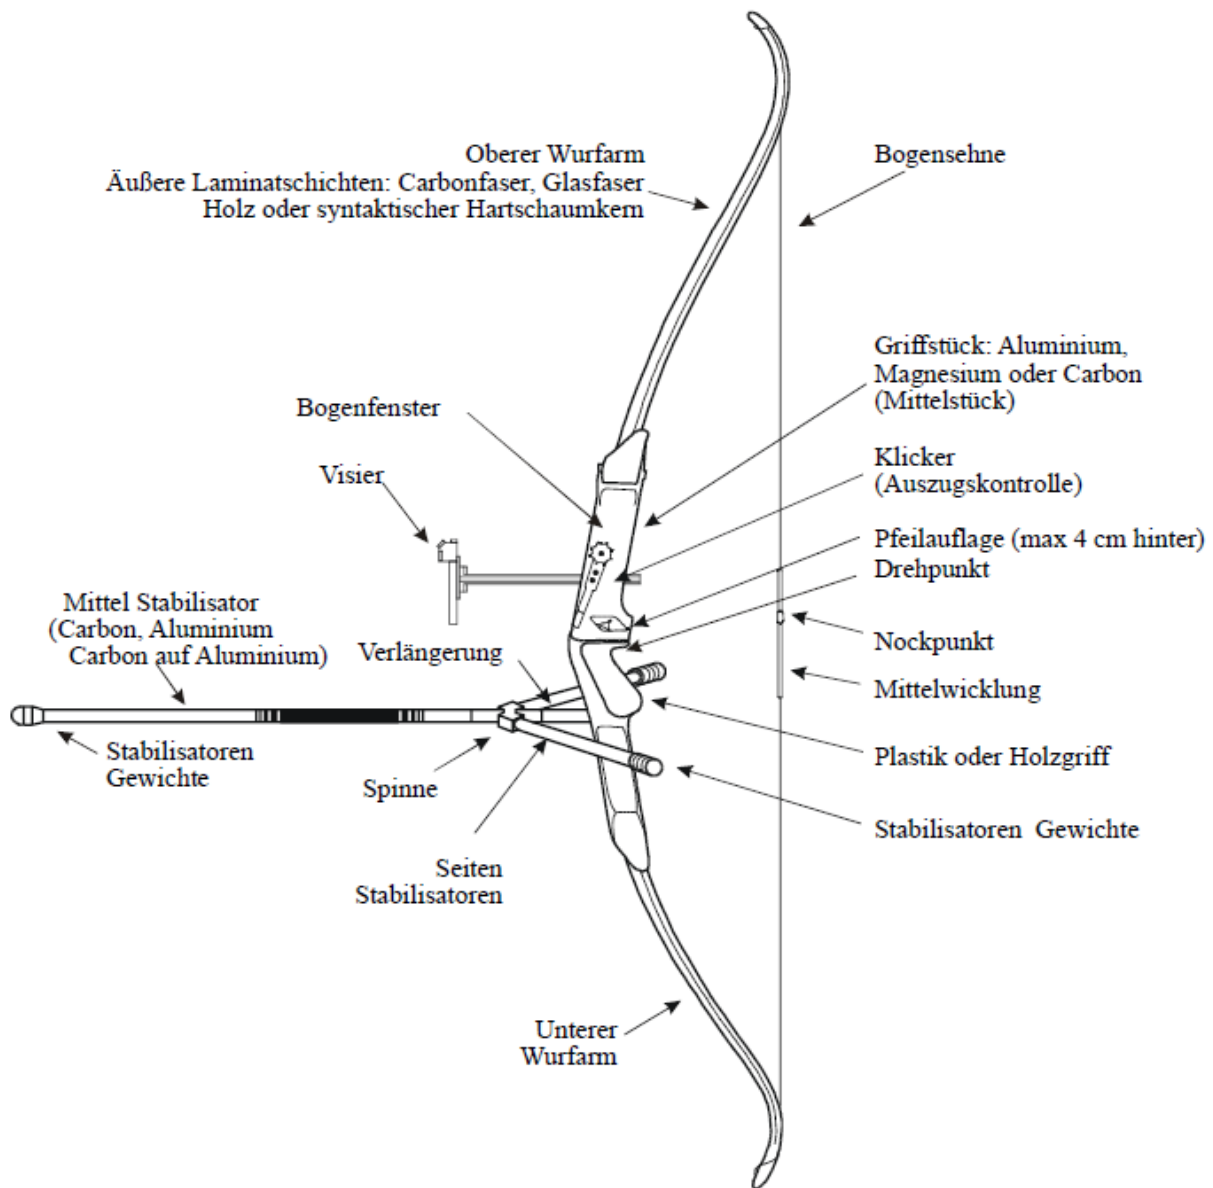 Oberer Wurfarm
Äußere Laminatschichten: Carbonfaser, Glasfaser
Holz oder syntaktischer Hartschaumkern
Bogensehne
Griffstück: Aluminium,
Magnesium oder Carbon
(Mittelstück)
Bogenfenster
Klicker
(Auszugskontrolle)
Visier
Pfeilauflage (max 4 cm hinter)
Drehpunkt
Mittel Stabilisator
(Carbon, Aluminium
Carbon auf Aluminium)
Verlängerung
Nockpunkt
Mittelwicklung
Stabilisatoren
Gewichte
Spinne
Plastik oder Holzgriff
Stabilisatoren Gewichte
Seiten
Stabilisatoren
Unterer
Wurfarm